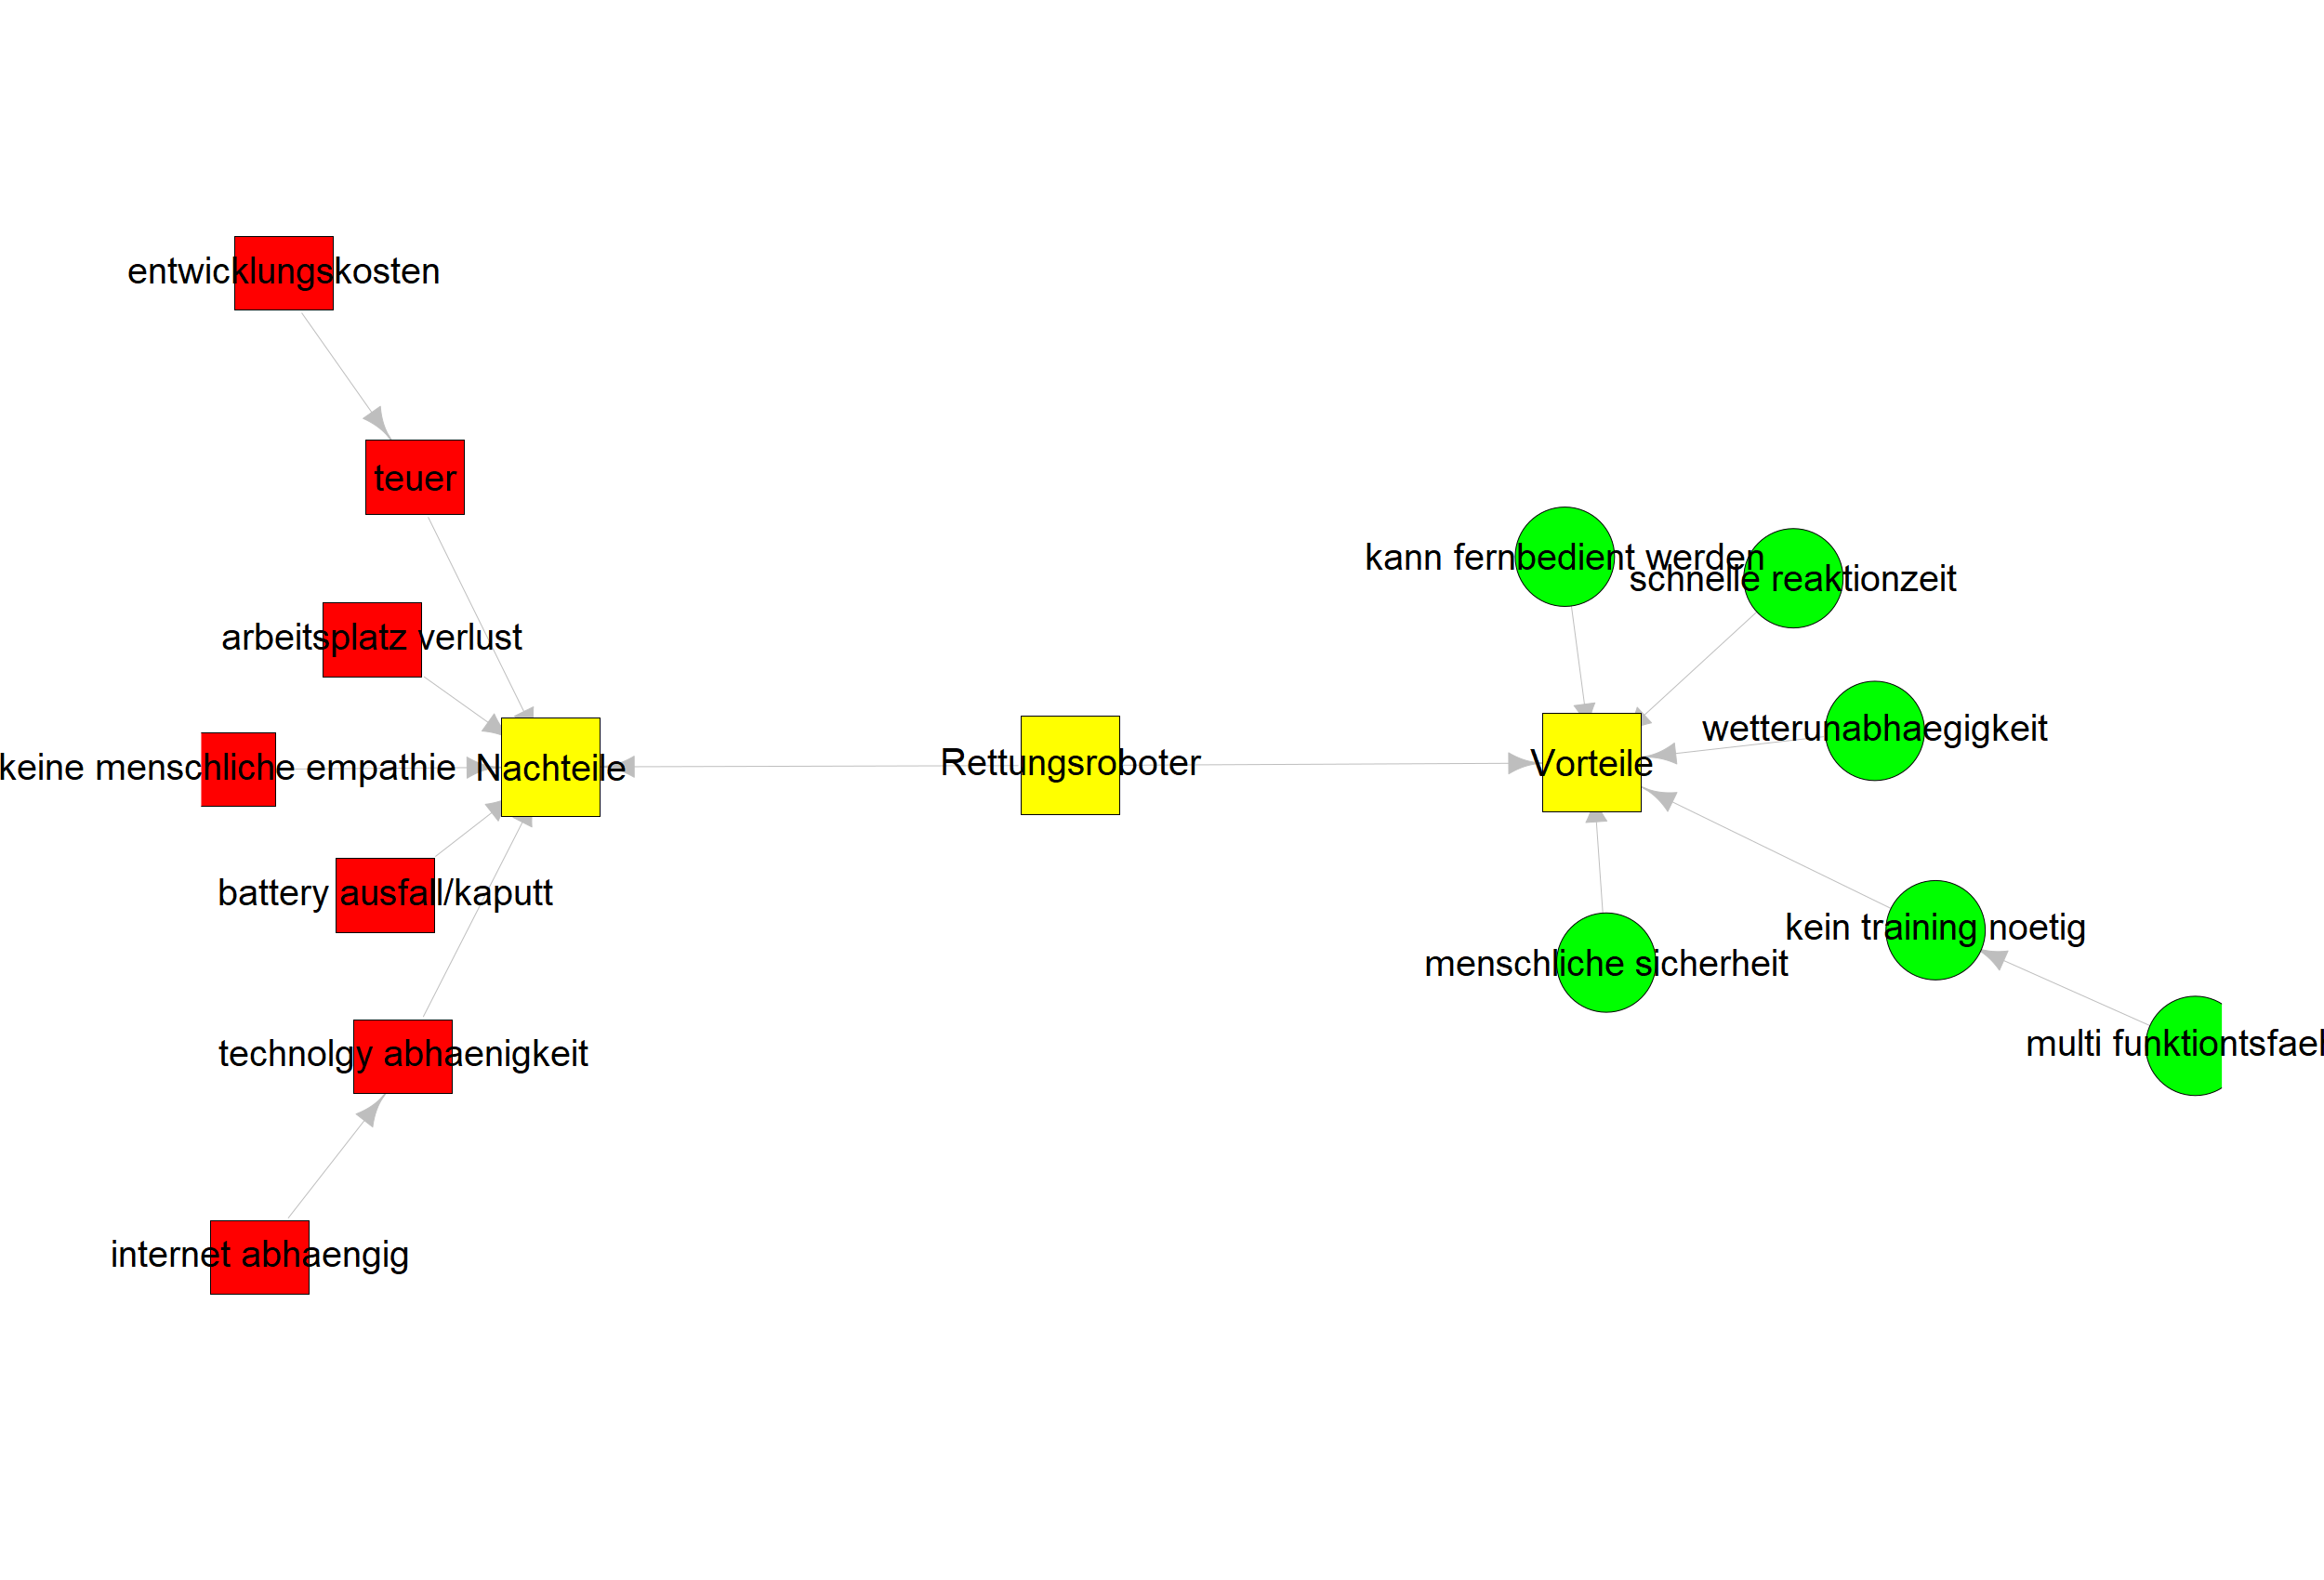 entwicklungskosten
teuer
kann fernbedient werden
schnelle reaktionzeit
arbeitsplatz verlust
wetterunabhaegigkeit
keine menschliche empathie
Nachteile
Rettungsroboter
Vorteile
battery ausfall/kaputt
kein training noetig
menschliche sicherheit
multi funktiontsfael
technolgy abhaenigkeit
internet abhaengig